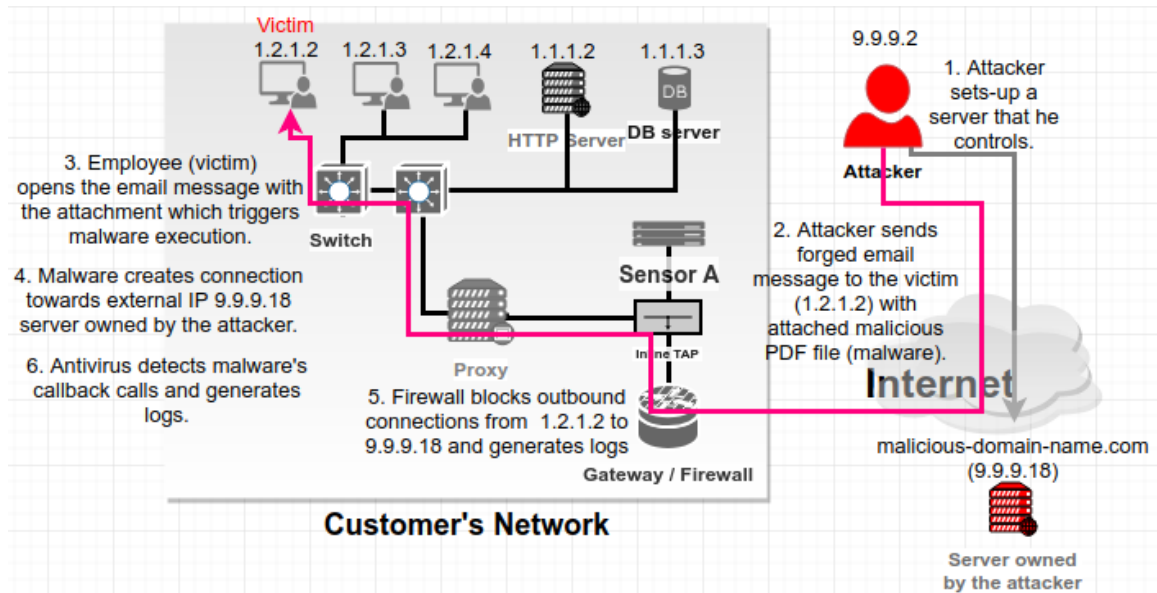 Victim
1.2.1.2
1.2.1.3
1.2.1.4
1.1.1.2
1.1.1.3
9.9.9.2
DB
HTTP Server
DB server
1. Attacker
sets-up a
server that he
controls.
Attacker
3. Employee (victim)
opens the email message with
the attachment which triggers
malware execution.
Switch
2. Attacker sends
forged email
message to the victim
(1.2.1.2) with
attached malicious
PDF file (malware).
Sensor A
4. Malware creates connection
towards external IP 9.9.9.18
server owned by the attacker.
Inline TAP
Proxy
6. Antivirus detects malware's
callback calls and generates
logs.
5. Firewall blocks outbound
connections from 1.2.1.2 to
9.9.9.18 and generates logs
Internet
Gateway / Firewall
malicious-domain-name.com
(9.9.9.18)
Customer's Network
Server owned
by the attacker